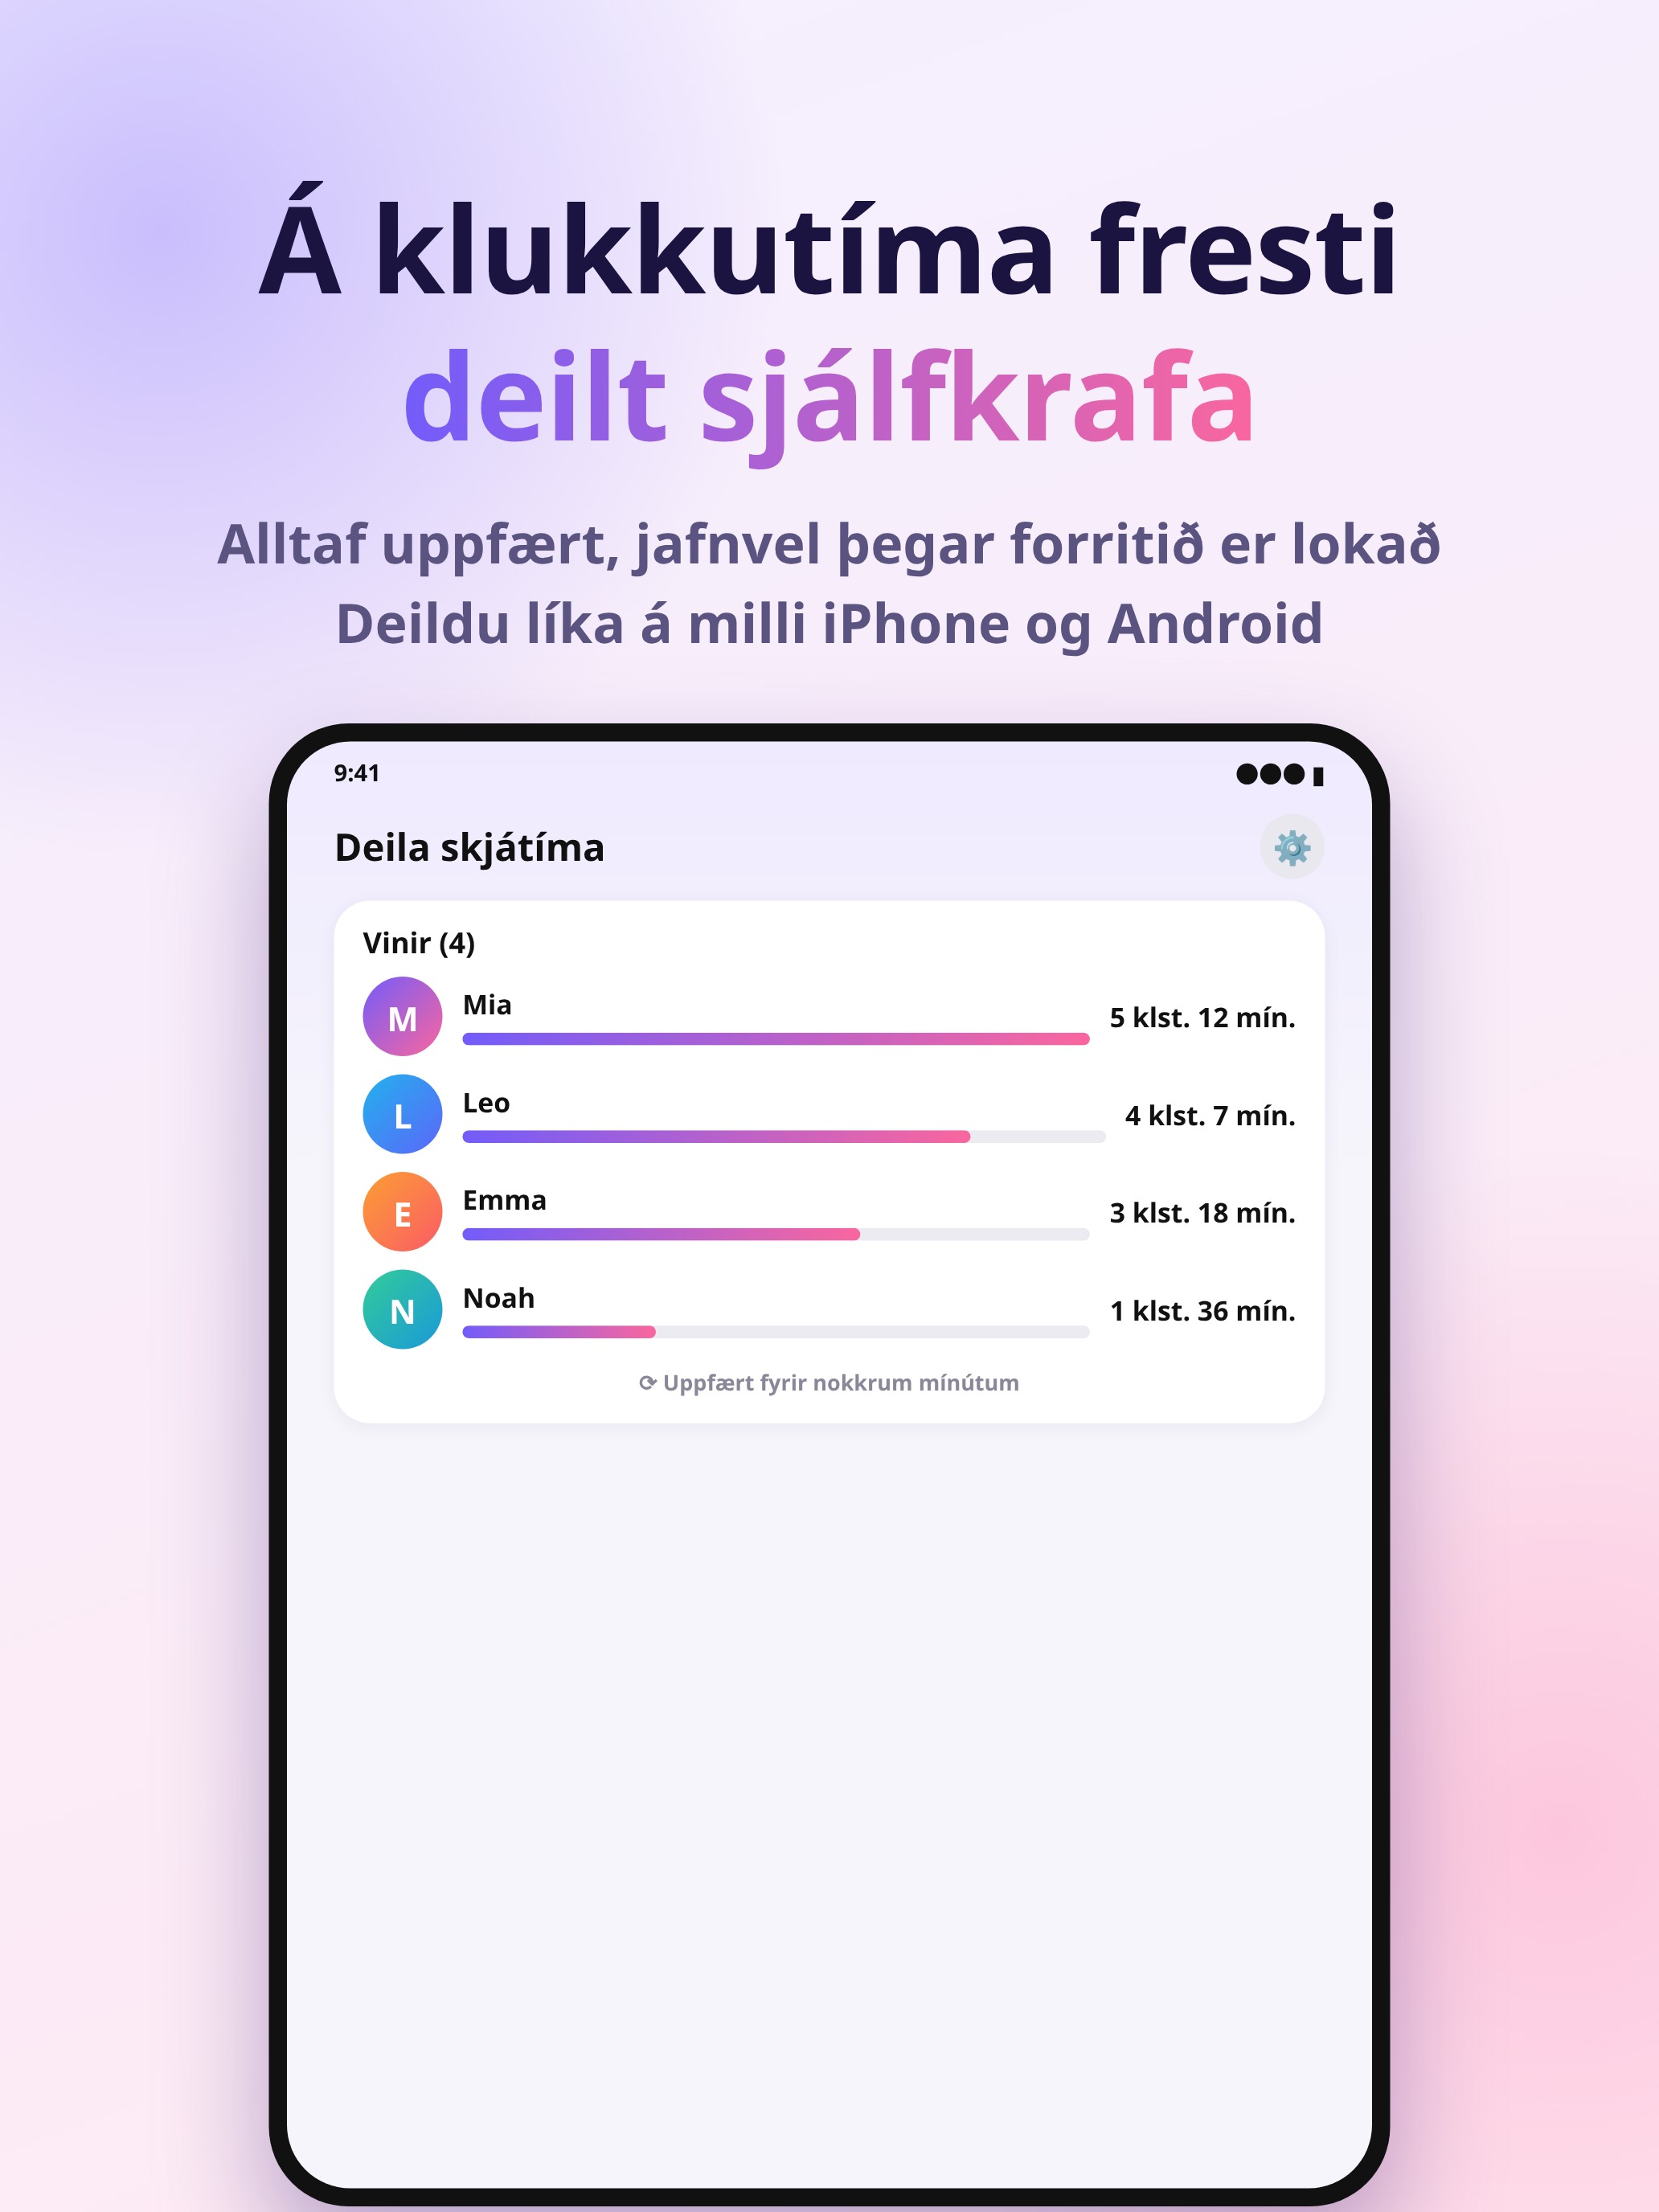 Á klukkutíma fresti
deilt sjálfkrafa
Alltaf uppfært, jafnvel þegar forritið er lokað
Deildu líka á milli iPhone og Android
9:41
Deila skjátíma
Vinir (4)
M
Mia
5 klst. 12 mín.
L
Leo
4 klst. 7 mín.
E
Emma
3 klst. 18 mín.
N
Noah
1 klst. 36 mín.
⟳ Uppfært fyrir nokkrum mínútum